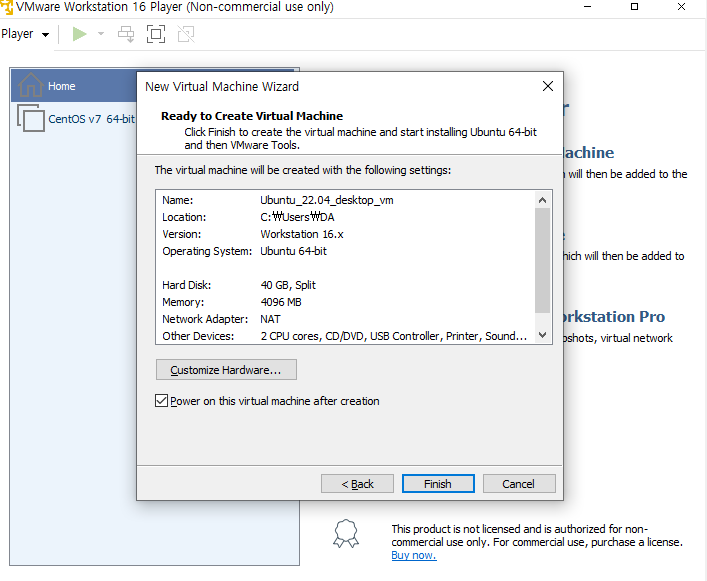 VMware Workstation 16 Player (Non-commercial use only)
Player
Home
CentOS v7 64-bit
New Virtual Machine Wizard
Ready to Create Virtual Machine
Click Finish to create the virtual machine and start installing Ubuntu 64-bit
and then VMware Tools.
The virtual machine will be created with the following settings:
Name: Ubuntu_22.04_desktop_vm
Location: C:₩Users₩DA
Version: Workstation 16.x
Operating System: Ubuntu 64-bit
Hard Disk: 40 GB, Split
Memory: 4096 MB
Network Adapter: NAT
Other Devices: 2 CPU cores, CD/DVD, USB Controller, Printer, Sound...
Customize Hardware...
Power on this virtual machine after creation
< Back
Finish
Cancel
will then be added to the
which will then be added to
Workstation Pro
virtual network
This product is not licensed and is authorized for non-
commercial use only. For commercial use, purchase a license.
Buy now.